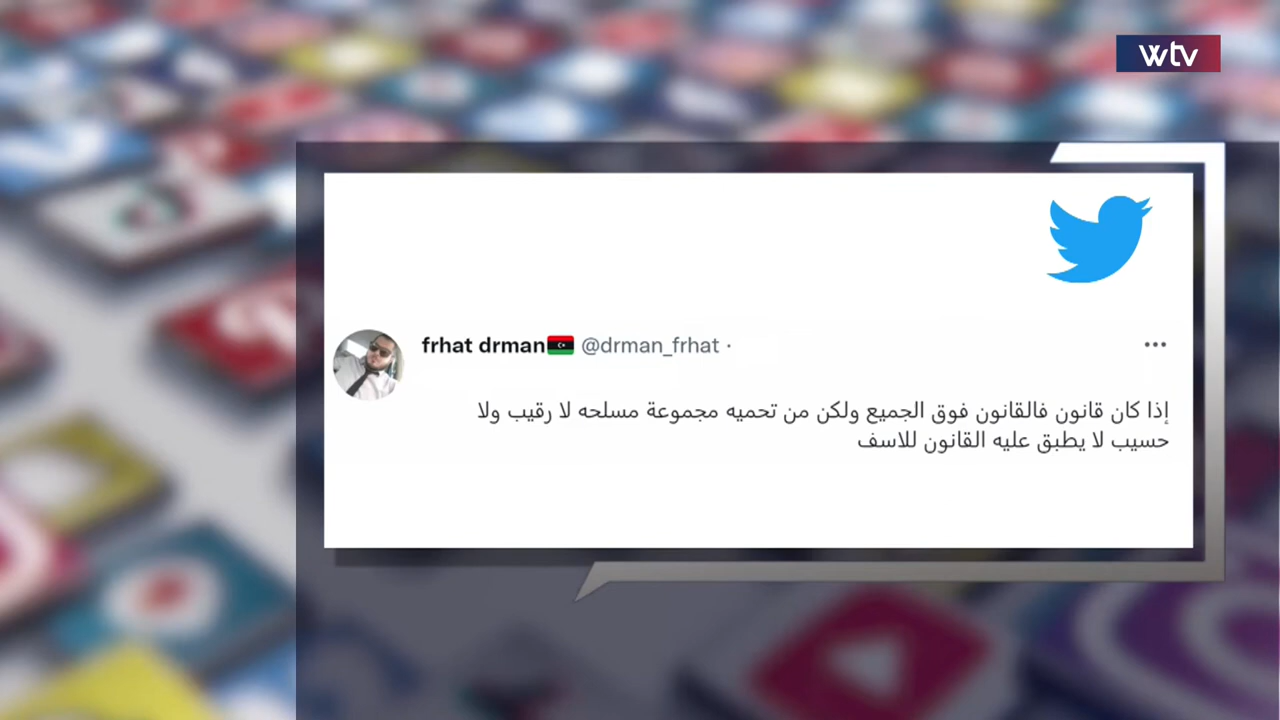 wtv
frhat drman🇱🇾 @drman_frhat ·
إذا كان قانون فالقانون فوق الجميع ولكن من تحميه مجموعة مسلحه لا رقيب ولا
حسيب لا يطبق عليه القانون للاسف